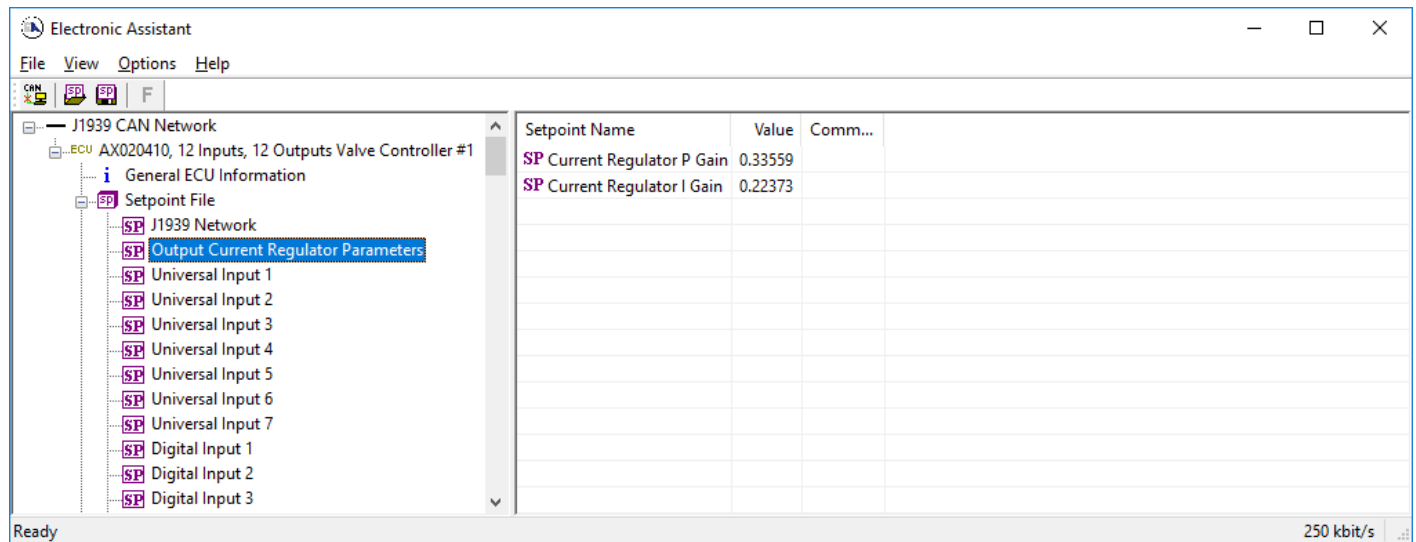 Electronic Assistant
File View Options Help
CAN SP SP F
J1939 CAN Network
ECU AX020410, 12 Inputs, 12 Outputs Valve Controller #1
i General ECU Information
SP Setpoint File
SP J1939 Network
SP Output Current Regulator Parameters
SP Universal Input 1
SP Universal Input 2
SP Universal Input 3
SP Universal Input 4
SP Universal Input 5
SP Universal Input 6
SP Universal Input 7
SP Digital Input 1
SP Digital Input 2
SP Digital Input 3
Setpoint Name Value Comm...
SP Current Regulator P Gain 0.33559
SP Current Regulator I Gain 0.22373
Ready 250 kbit/s